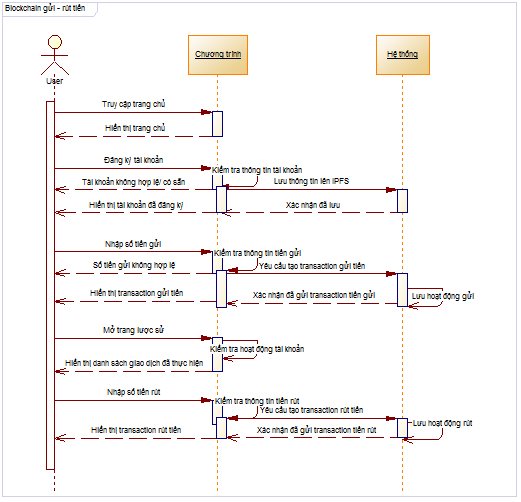 Blockchain gửi - rút tiền
Chương trình
Hệ thống
User
Truy cập trang chủ
Hiển thị trang chủ
Đăng ký tài khoản
Kiểm tra thông tin tài khoản
Tài khoản không hợp lệ/ có sẵn
Lưu thông tin lên IPFS
Hiển thị tài khoản đã đăng ký
Xác nhận đã lưu
Nhập số tiền gửi
Kiểm tra thông tin tiền gửi
Số tiền gửi không hợp lệ
Yêu cầu tạo transaction gửi tiền
Hiển thị transaction gửi tiền
Xác nhận đã gửi transaction tiền gửi
Lưu hoạt động gửi
Mở trang lược sử
Kiểm tra hoạt động tài khoản
Hiển thị danh sách giao dịch đã thực hiện
Nhập số tiền rút
Kiểm tra thông tin tiền rút
Yêu cầu tạo transaction rút tiền
Lưu hoạt động rút
Hiển thị transaction rút tiền
Xác nhận đã gửi transaction tiền rút